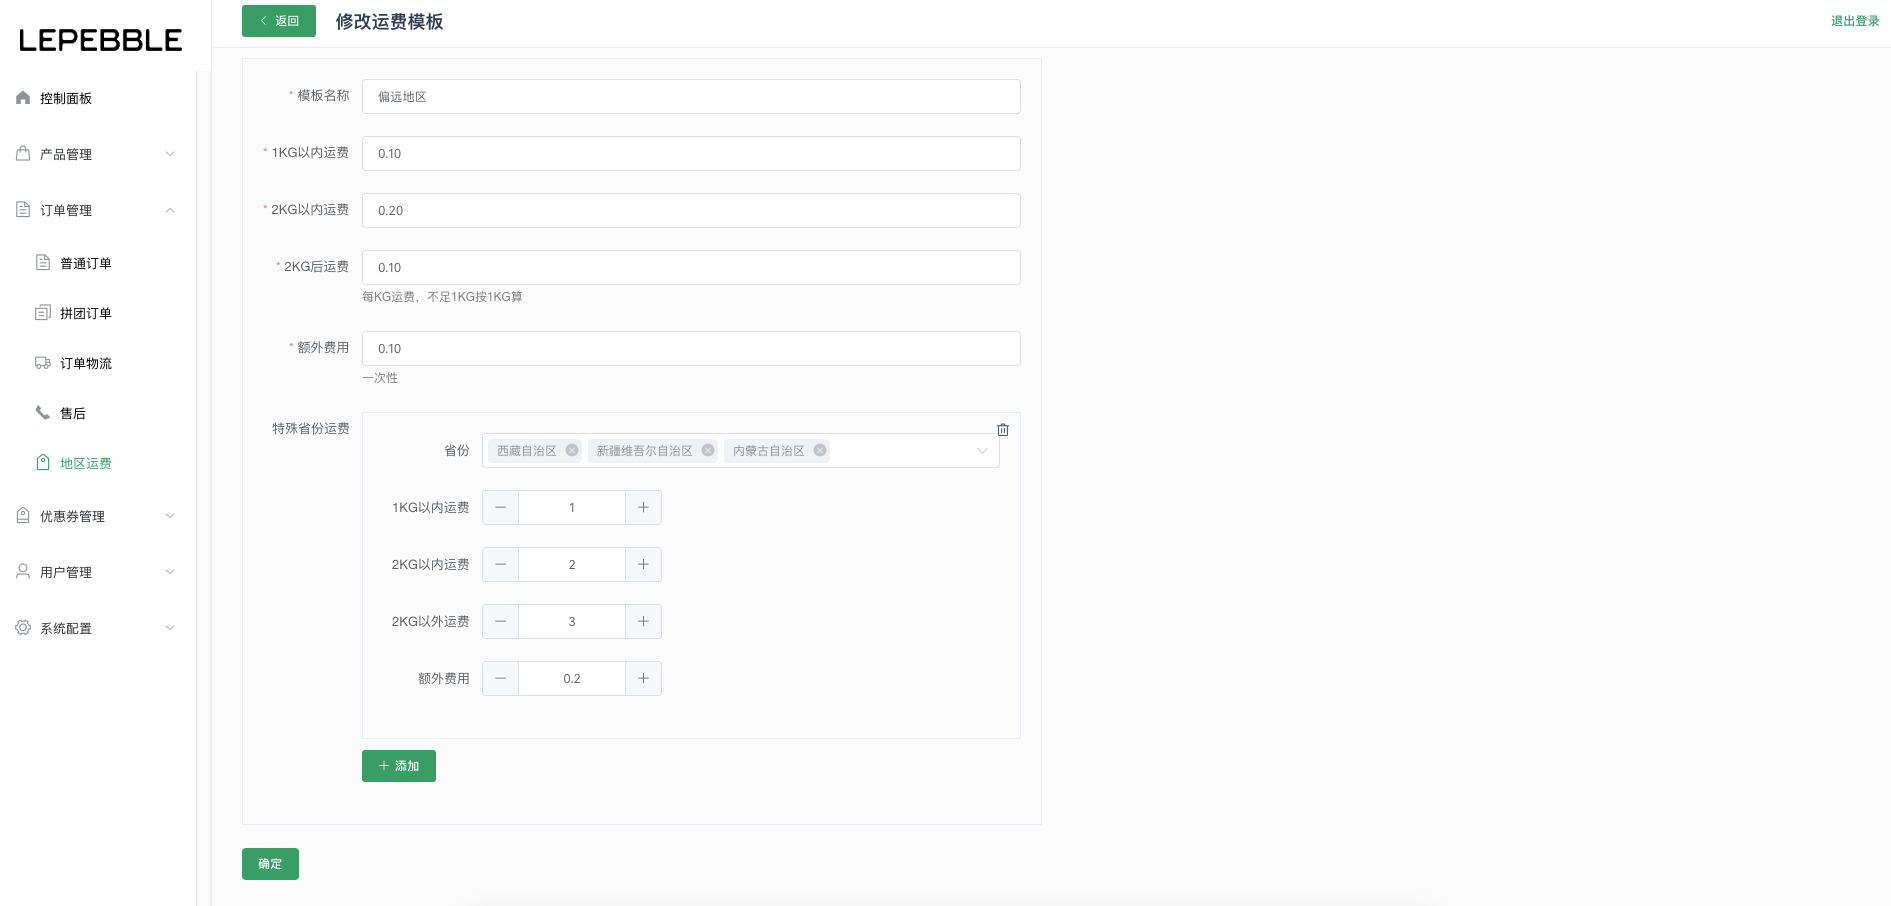 返回
修改运费模板
退出登录
LEPEBBLE
控制面板
产品管理
订单管理
普通订单
拼团订单
订单物流
售后
地区运费
优惠券管理
用户管理
系统配置
* 模板名称
偏远地区
* 1KG以内运费
0.10
* 2KG以内运费
0.20
* 2KG后运费
0.10
每KG运费，不足1KG按1KG算
* 额外费用
0.10
一次性
特殊省份运费
省份
西藏自治区 新疆维吾尔自治区 内蒙古自治区
1KG以内运费
1
2KG以内运费
2
2KG以外运费
3
额外费用
0.2
添加
确定